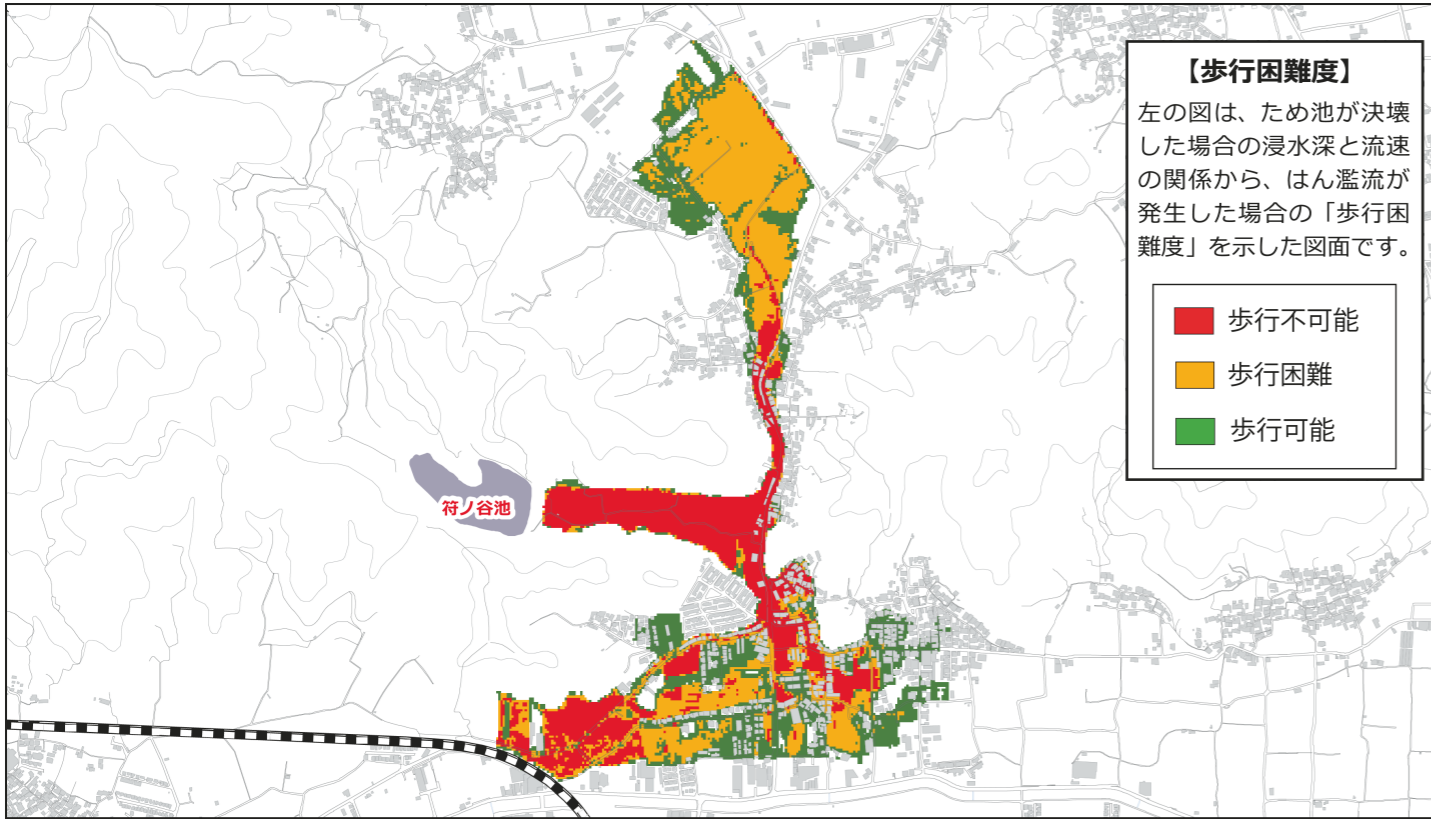 【歩行困難度】
左の図は、ため池が決壊
した場合の浸水深と流速
の関係から、はん濫流が
発生した場合の「歩行困
難度」を示した図面です。
歩行不可能
歩行困難
歩行可能
符ノ谷池